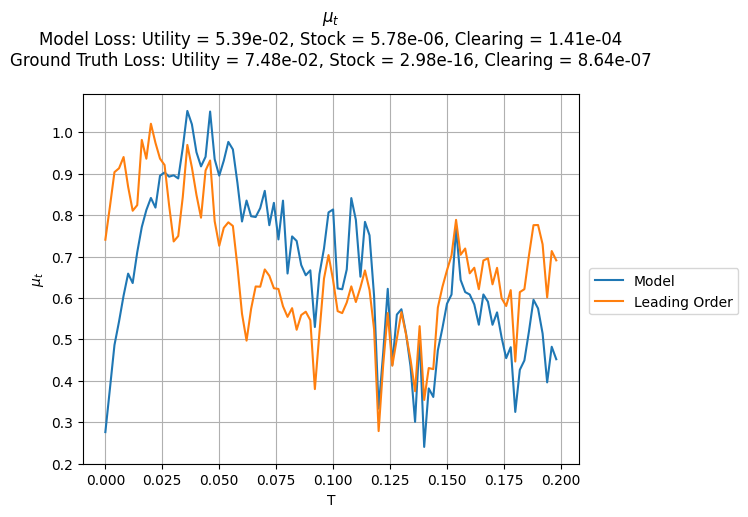 μ_t
Model Loss: Utility = 5.39e-02, Stock = 5.78e-06, Clearing = 1.41e-04
Ground Truth Loss: Utility = 7.48e-02, Stock = 2.98e-16, Clearing = 8.64e-07
1.0
0.9
0.8
0.7
0.6
0.5
0.4
0.3
0.2
μ_t
0.000
0.025
0.050
0.075
0.100
0.125
0.150
0.175
0.200
T
Model
Leading Order